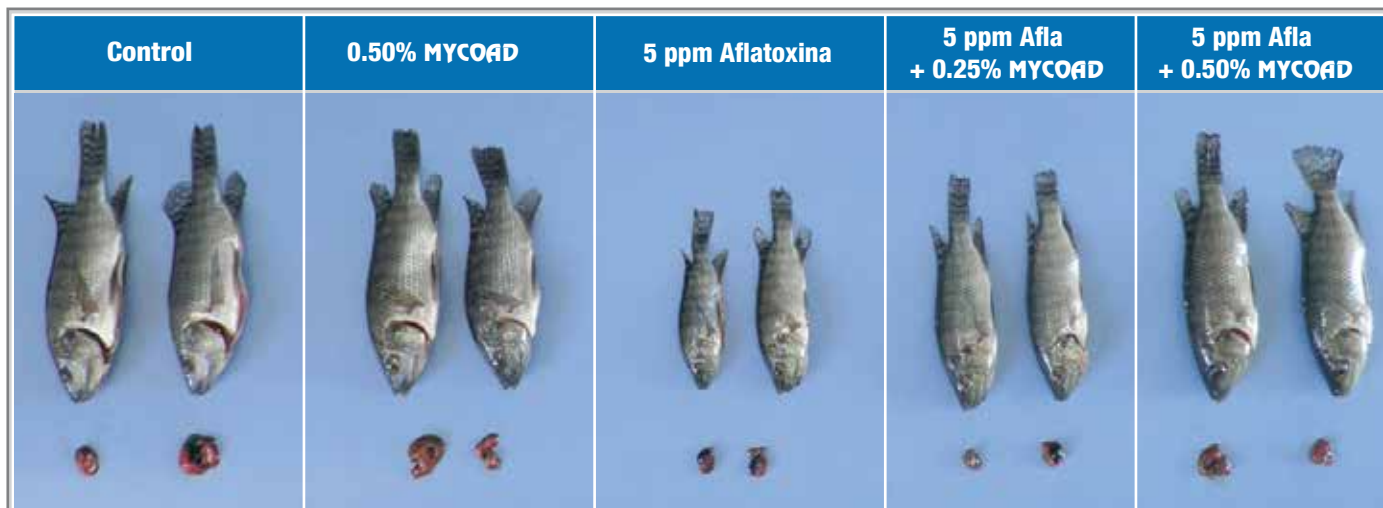 Control
0.50% MYCOAD
5 ppm Aflatoxina
5 ppm Afla
+ 0.25% MYCOAD
5 ppm Afla
+ 0.50% MYCOAD